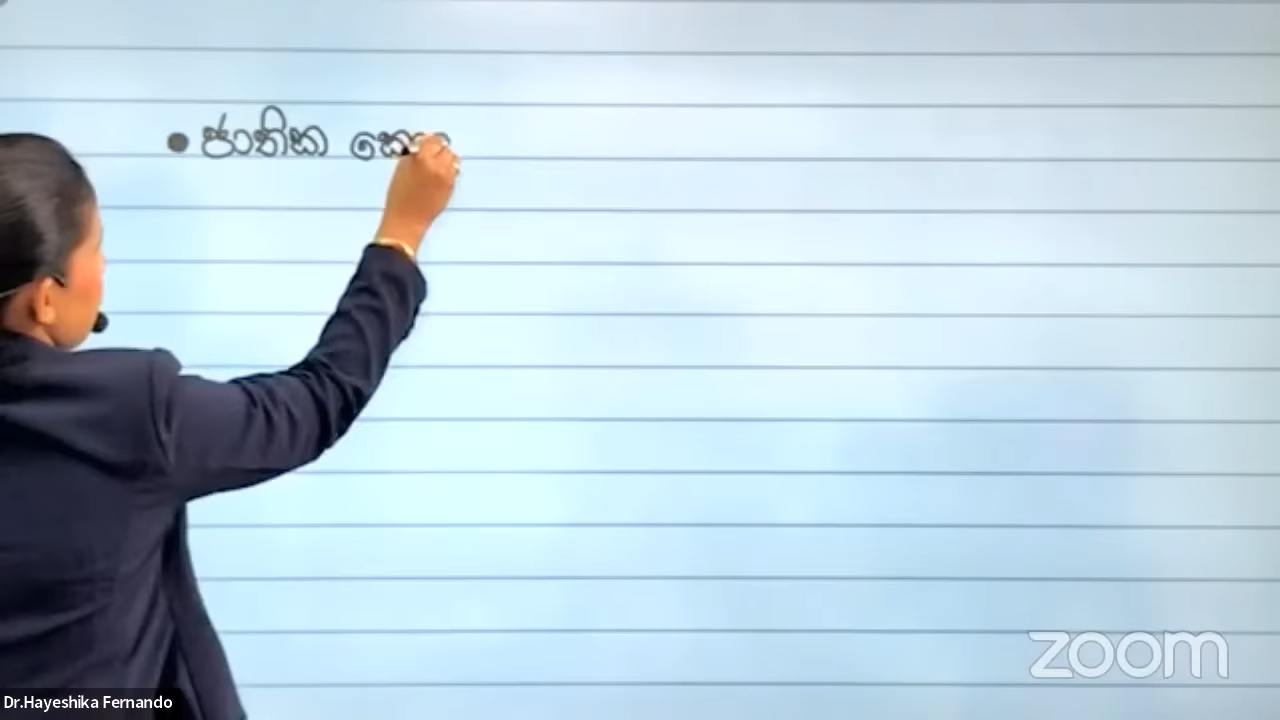 • ජාතික
zoom
Dr.Hayeshika Fernando